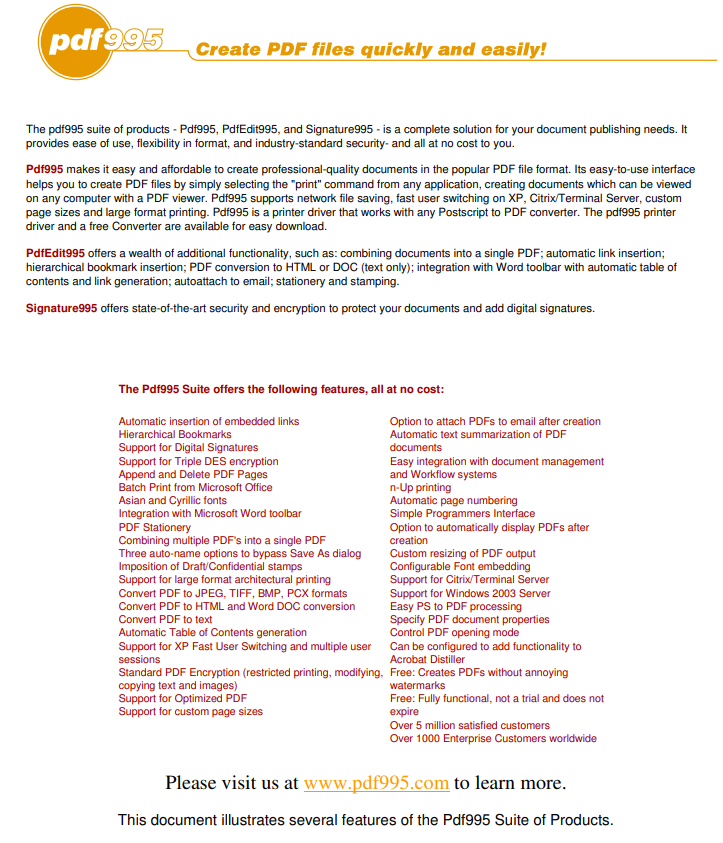 pdf995
Create PDF files quickly and easily!
The pdf995 suite of products - Pdf995, PdfEdit995, and Signature995 - is a complete solution for your document publishing needs. It
provides ease of use, flexibility in format, and industry-standard security- and all at no cost to you.
Pdf995 makes it easy and affordable to create professional-quality documents in the popular PDF file format. Its easy-to-use interface
helps you to create PDF files by simply selecting the "print" command from any application, creating documents which can be viewed
on any computer with a PDF viewer. Pdf995 supports network file saving, fast user switching on XP, Citrix/Terminal Server, custom
page sizes and large format printing. Pdf995 is a printer driver that works with any Postscript to PDF converter. The pdf995 printer
driver and a free Converter are available for easy download.
PdfEdit995 offers a wealth of additional functionality, such as: combining documents into a single PDF; automatic link insertion;
hierarchical bookmark insertion; PDF conversion to HTML or DOC (text only); integration with Word toolbar with automatic table of
contents and link generation; autoattach to email; stationery and stamping.
Signature995 offers state-of-the-art security and encryption to protect your documents and add digital signatures.
The Pdf995 Suite offers the following features, all at no cost:
Automatic insertion of embedded links
Hierarchical Bookmarks
Support for Digital Signatures
Support for Triple DES encryption
Append and Delete PDF Pages
Batch Print from Microsoft Office
Asian and Cyrillic fonts
Integration with Microsoft Word toolbar
PDF Stationery
Combining multiple PDF's into a single PDF
Three auto-name options to bypass Save As dialog
Imposition of Draft/Confidential stamps
Support for large format architectural printing
Convert PDF to JPEG, TIFF, BMP, PCX formats
Convert PDF to HTML and Word DOC conversion
Convert PDF to text
Automatic Table of Contents generation
Support for XP Fast User Switching and multiple user
sessions
Standard PDF Encryption (restricted printing, modifying,
copying text and images)
Support for Optimized PDF
Support for custom page sizes
Option to attach PDFs to email after creation
Automatic text summarization of PDF
documents
Easy integration with document management
and Workflow systems
n-Up printing
Automatic page numbering
Simple Programmers Interface
Option to automatically display PDFs after
creation
Custom resizing of PDF output
Configurable Font embedding
Support for Citrix/Terminal Server
Support for Windows 2003 Server
Easy PS to PDF processing
Specify PDF document properties
Control PDF opening mode
Can be configured to add functionality to
Acrobat Distiller
Free: Creates PDFs without annoying
watermarks
Free: Fully functional, not a trial and does not
expire
Over 5 million satisfied customers
Over 1000 Enterprise Customers worldwide
Please visit us at www.pdf995.com to learn more.
This document illustrates several features of the Pdf995 Suite of Products.